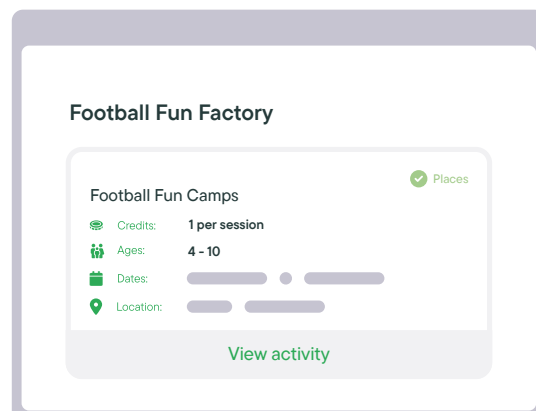 Football Fun Factory
Places
Football Fun Camps
Credits: 1 per session
Ages: 4 - 10
Dates:
Location:
View activity